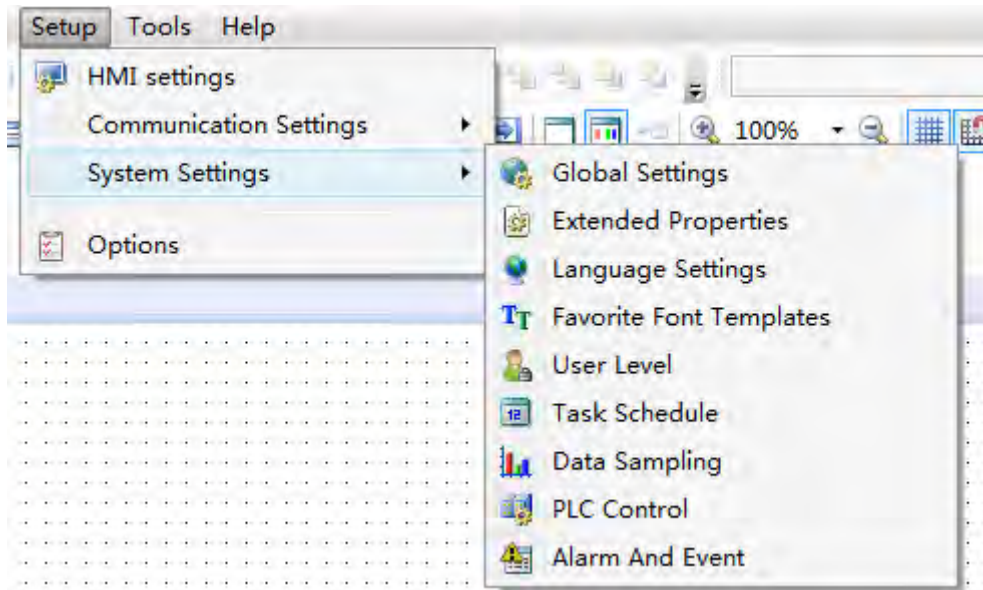 Setup Tools Help
HMI settings
Communication Settings
100%
System Settings
Options
Global Settings
Extended Properties
Language Settings
Favorite Font Templates
User Level
Task Schedule
Data Sampling
PLC Control
Alarm And Event